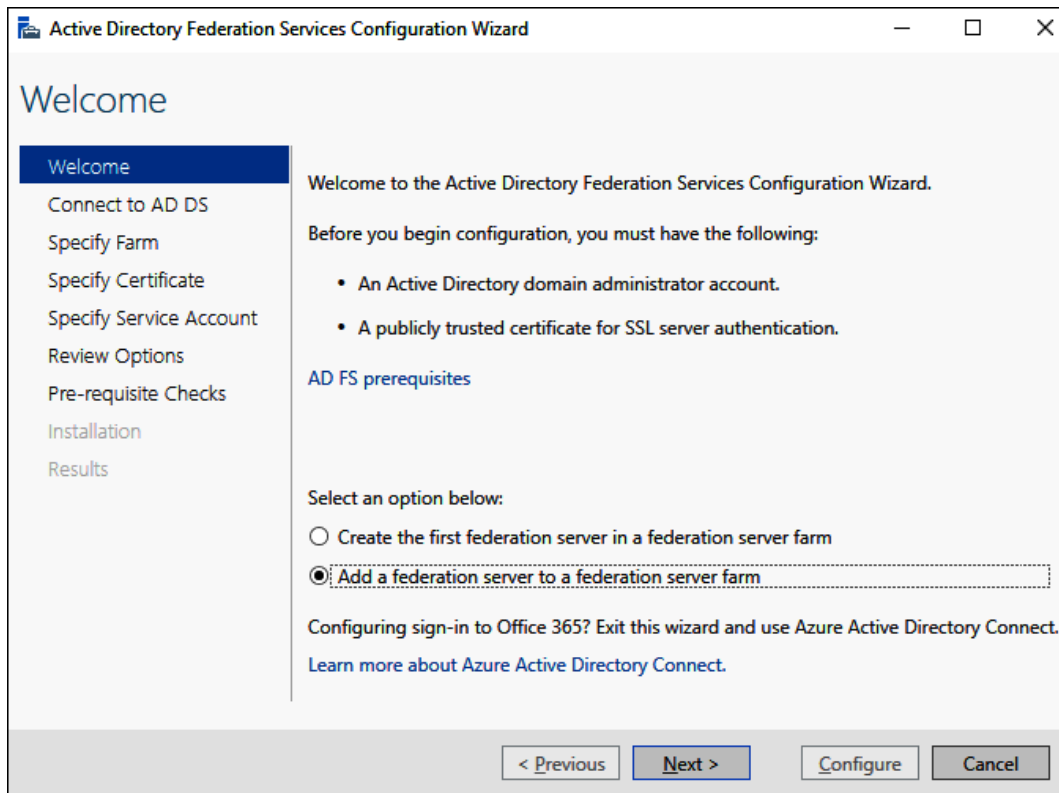 Active Directory Federation Services Configuration Wizard
Welcome
Welcome
Connect to AD DS
Specify Farm
Specify Certificate
Specify Service Account
Review Options
Pre-requisite Checks
Installation
Results
Welcome to the Active Directory Federation Services Configuration Wizard.
Before you begin configuration, you must have the following:
• An Active Directory domain administrator account.
• A publicly trusted certificate for SSL server authentication.
AD FS prerequisites
Select an option below:
Create the first federation server in a federation server farm
Add a federation server to a federation server farm
Configuring sign-in to Office 365? Exit this wizard and use Azure Active Directory Connect.
Learn more about Azure Active Directory Connect.
< Previous
Next >
Configure
Cancel